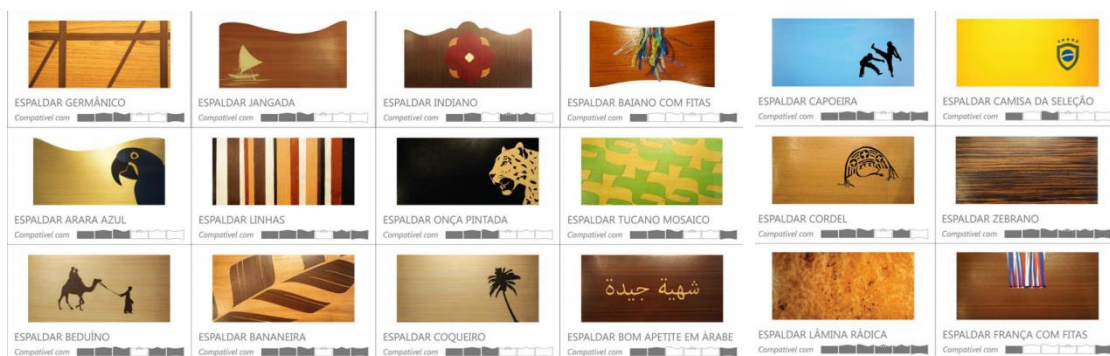 ESPALDAR GERMÂNICO
Compatível com
ESPALDAR JANGADA
Compatível com
ESPALDAR INDIANO
Compatível com
ESPALDAR BAIANO COM FITAS
Compatível com
ESPALDAR CAPOEIRA
Compatível com
ESPALDAR CAMISA DA SELEÇÃO
Compatível com
ESPALDAR ARARA AZUL
Compatível com
ESPALDAR LINHAS
Compatível com
ESPALDAR ONÇA PINTADA
Compatível com
ESPALDAR TUCANO MOSAICO
Compatível com
ESPALDAR CORDEL
Compatível com
ESPALDAR ZEBRANO
Compatível com
ESPALDAR BEDUÍNO
Compatível com
ESPALDAR BANANEIRA
Compatível com
ESPALDAR COQUEIRO
Compatível com
شهية جيدة
ESPALDAR BOM APETITE EM ÁRABE
Compatível com
ESPALDAR LÂMINA RÁDICA
Compatível com
ESPALDAR FRANÇA COM FITAS
Compatível com